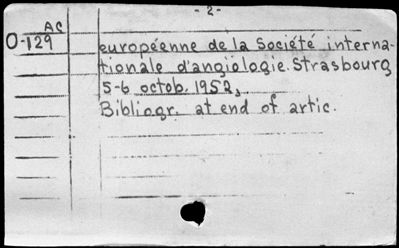 - 2 -
AC
O-129
européenne de la Société interna-
tionale d'angiologie. Strasbourg
5-6 octob. 1952,
Bibliogr. at end of artic.